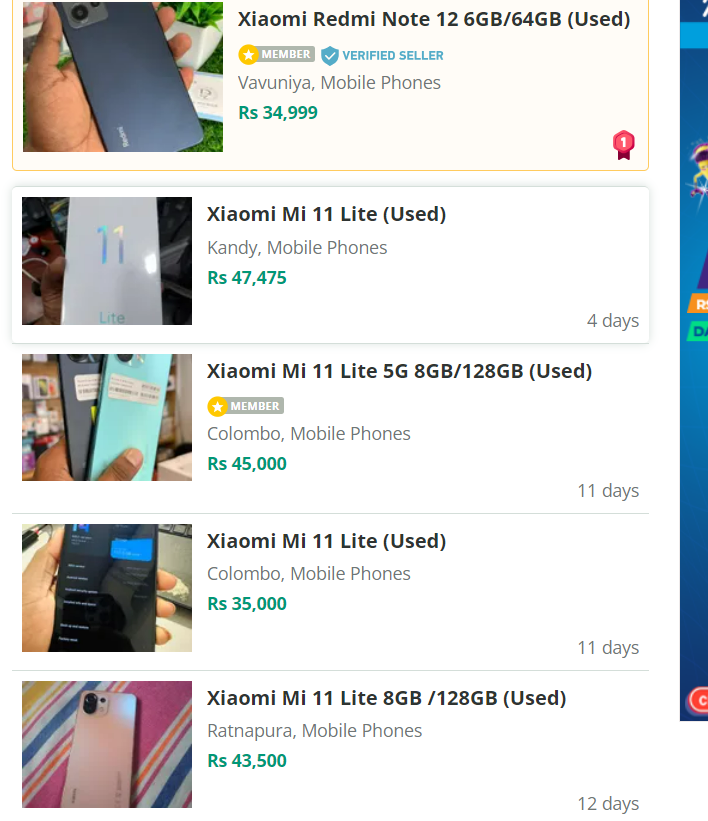 Xiaomi Redmi Note 12 6GB/64GB (Used)
MEMBER VERIFIED SELLER
Vavuniya, Mobile Phones
Rs 34,999
1
Xiaomi Mi 11 Lite (Used)
Kandy, Mobile Phones
Rs 47,475
4 days
11
Lite
Xiaomi Mi 11 Lite 5G 8GB/128GB (Used)
MEMBER
Colombo, Mobile Phones
Rs 45,000
11 days
Xiaomi Mi 11 Lite (Used)
Colombo, Mobile Phones
Rs 35,000
11 days
Xiaomi Mi 11 Lite 8GB /128GB (Used)
Ratnapura, Mobile Phones
Rs 43,500
12 days